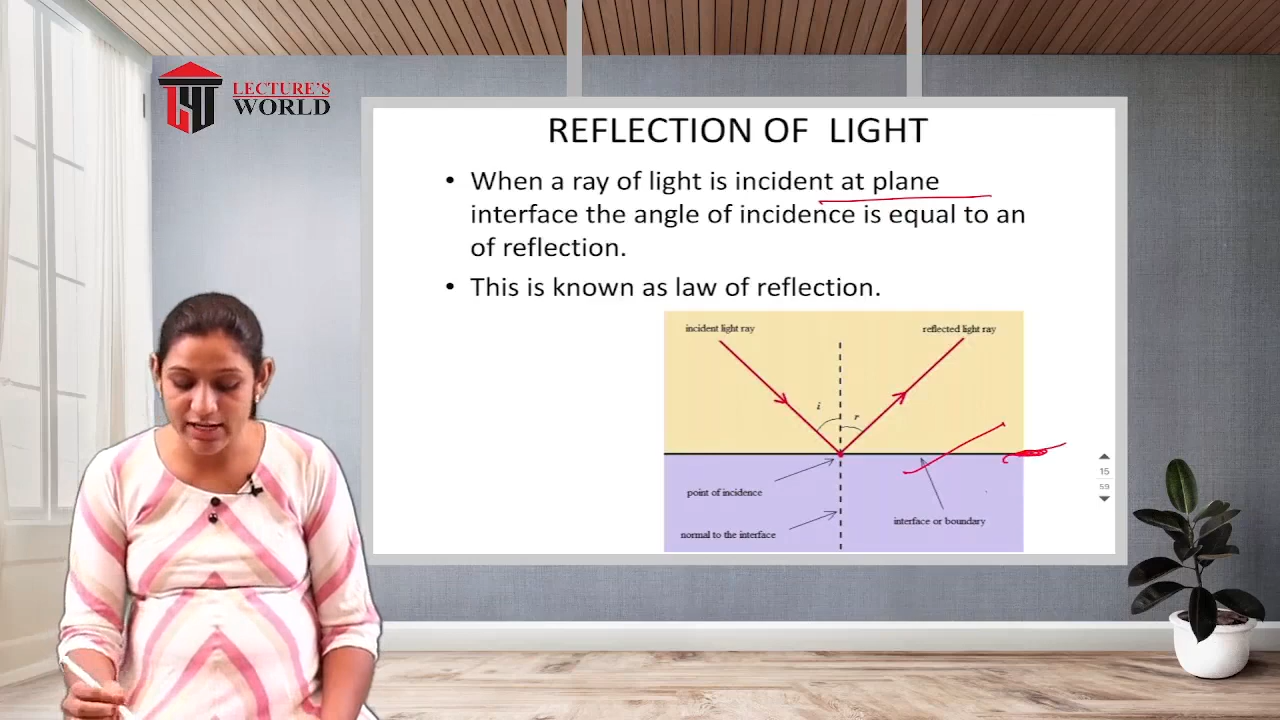 LECTURE'S
WORLD
REFLECTION OF LIGHT
• When a ray of light is incident at plane
interface the angle of incidence is equal to an
of reflection.
• This is known as law of reflection.
incident light ray
reflected light ray
i
r
point of incidence
normal to the interface
interface or boundary
15
59